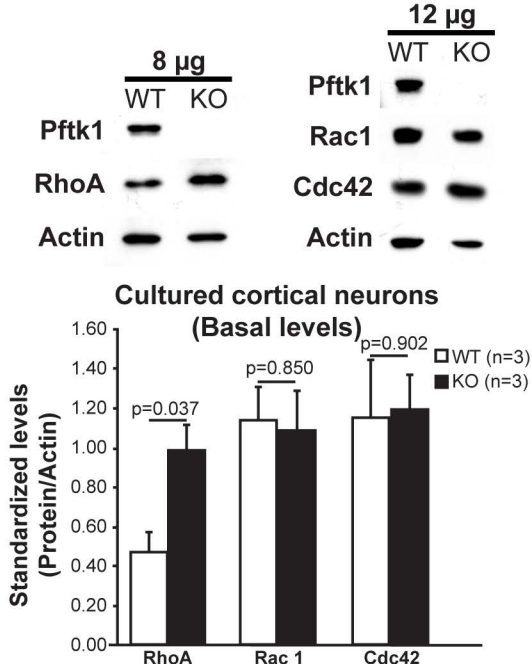 8 µg
WT KO
Pftk1
RhoA
Actin
12 µg
WT KO
Pftk1
Rac1
Cdc42
Actin
Cultured cortical neurons
(Basal levels)
Standardized levels
(Protein/Actin)
1.60
1.40
1.20
1.00
0.80
0.60
0.40
0.20
0.00
p=0.037
p=0.850
p=0.902
WT (n=3)
KO (n=3)
RhoA Rac 1 Cdc42